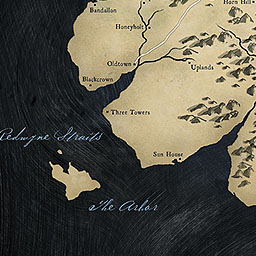 Horn Hill
Bandallon
Honeyholt
Oldtown
Uplands
Blackcrown
Three Towers
Redwyne Straits
Sun House
The Arbor